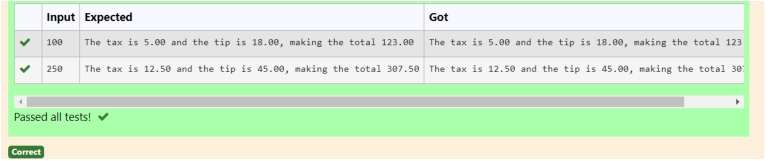 Input Expected Got
100 The tax is 5.00 and the tip is 18.00, making the total 123.00 The tax is 5.00 and the tip is 18.00, making the total 123
250 The tax is 12.50 and the tip is 45.00, making the total 307.50 The tax is 12.50 and the tip is 45.00, making the total 307
Passed all tests!
Correct